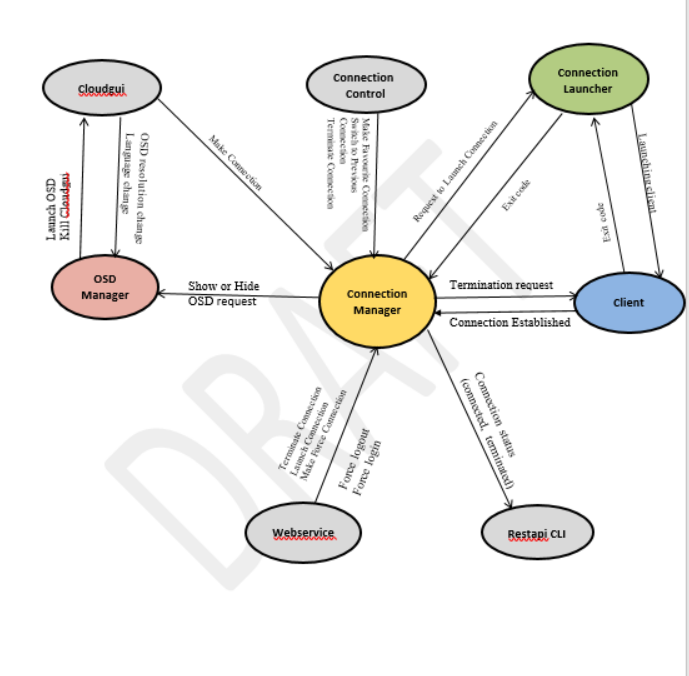 Cloudgui
Connection
Control
Connection
Launcher
Make Connection
Make Favourite Connection
Switch to Previous
Connection
Terminate Connection
Request to Launch Connection
Exit code
Launching client
Exit code
OSD resolution change
Language change
Launch OSD
Kill Cloudgui
OSD
Manager
Show or Hide
OSD request
Connection
Manager
Termination request
Connection Established
Client
Terminate Connection
Launch Connection
Make Force Connection
Force logout
Force login
Connection status
(connected, terminated)
Webservice
Restapi CLI
DRAFT